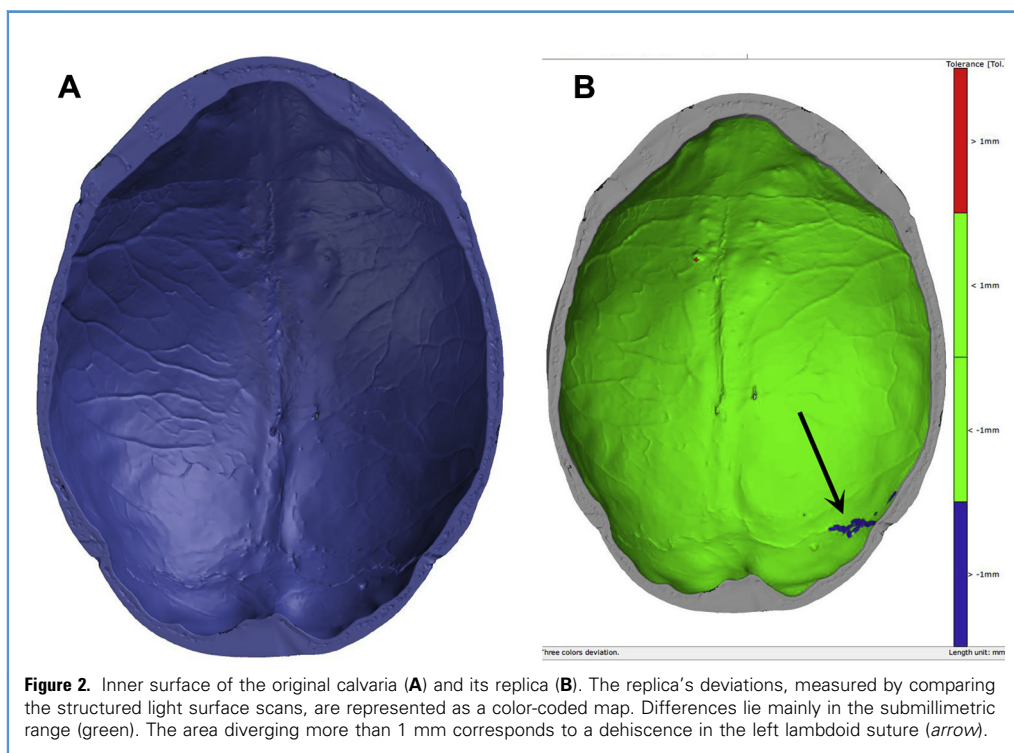 A
B
Tolerance [Tol.
> 1mm
< 1mm
< -1mm
> -1mm
Three colors deviation.
Length unit: mm
Figure 2. Inner surface of the original calvaria (A) and its replica (B). The replica's deviations, measured by comparing
the structured light surface scans, are represented as a color-coded map. Differences lie mainly in the submillimetric
range (green). The area diverging more than 1 mm corresponds to a dehiscence in the left lambdoid suture (arrow).